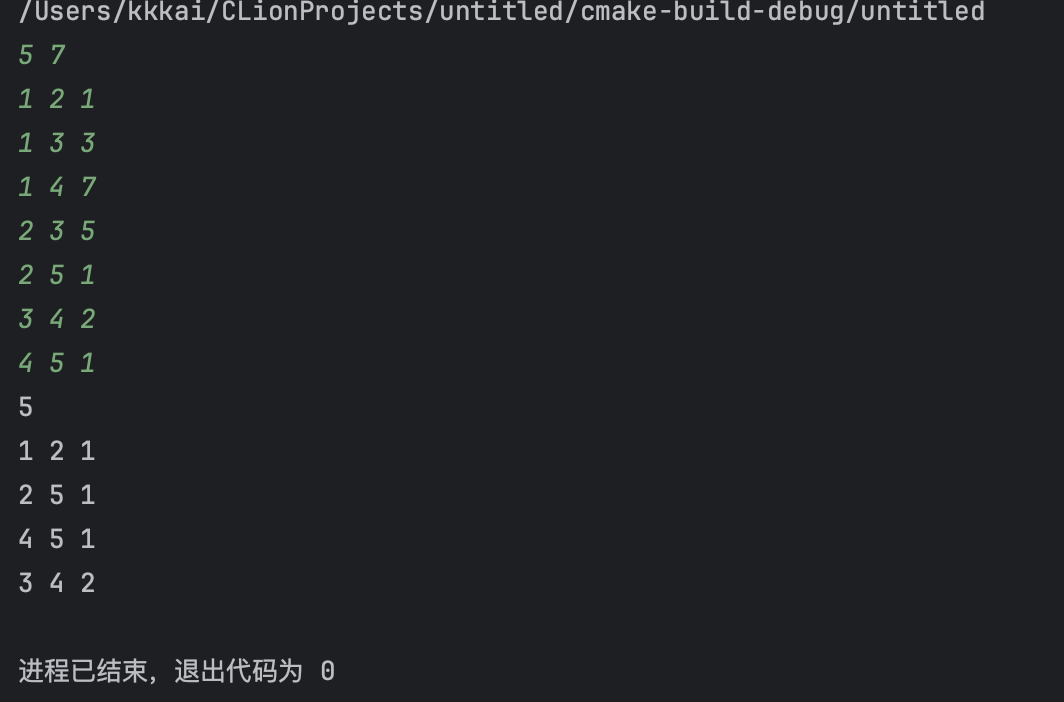 /Users/kkkai/CLionProjects/untitled/cmake-build-debug/untitled
5 7
1 2 1
1 3 3
1 4 7
2 3 5
2 5 1
3 4 2
4 5 1
5
1 2 1
2 5 1
4 5 1
3 4 2
进程已结束，退出代码为 0